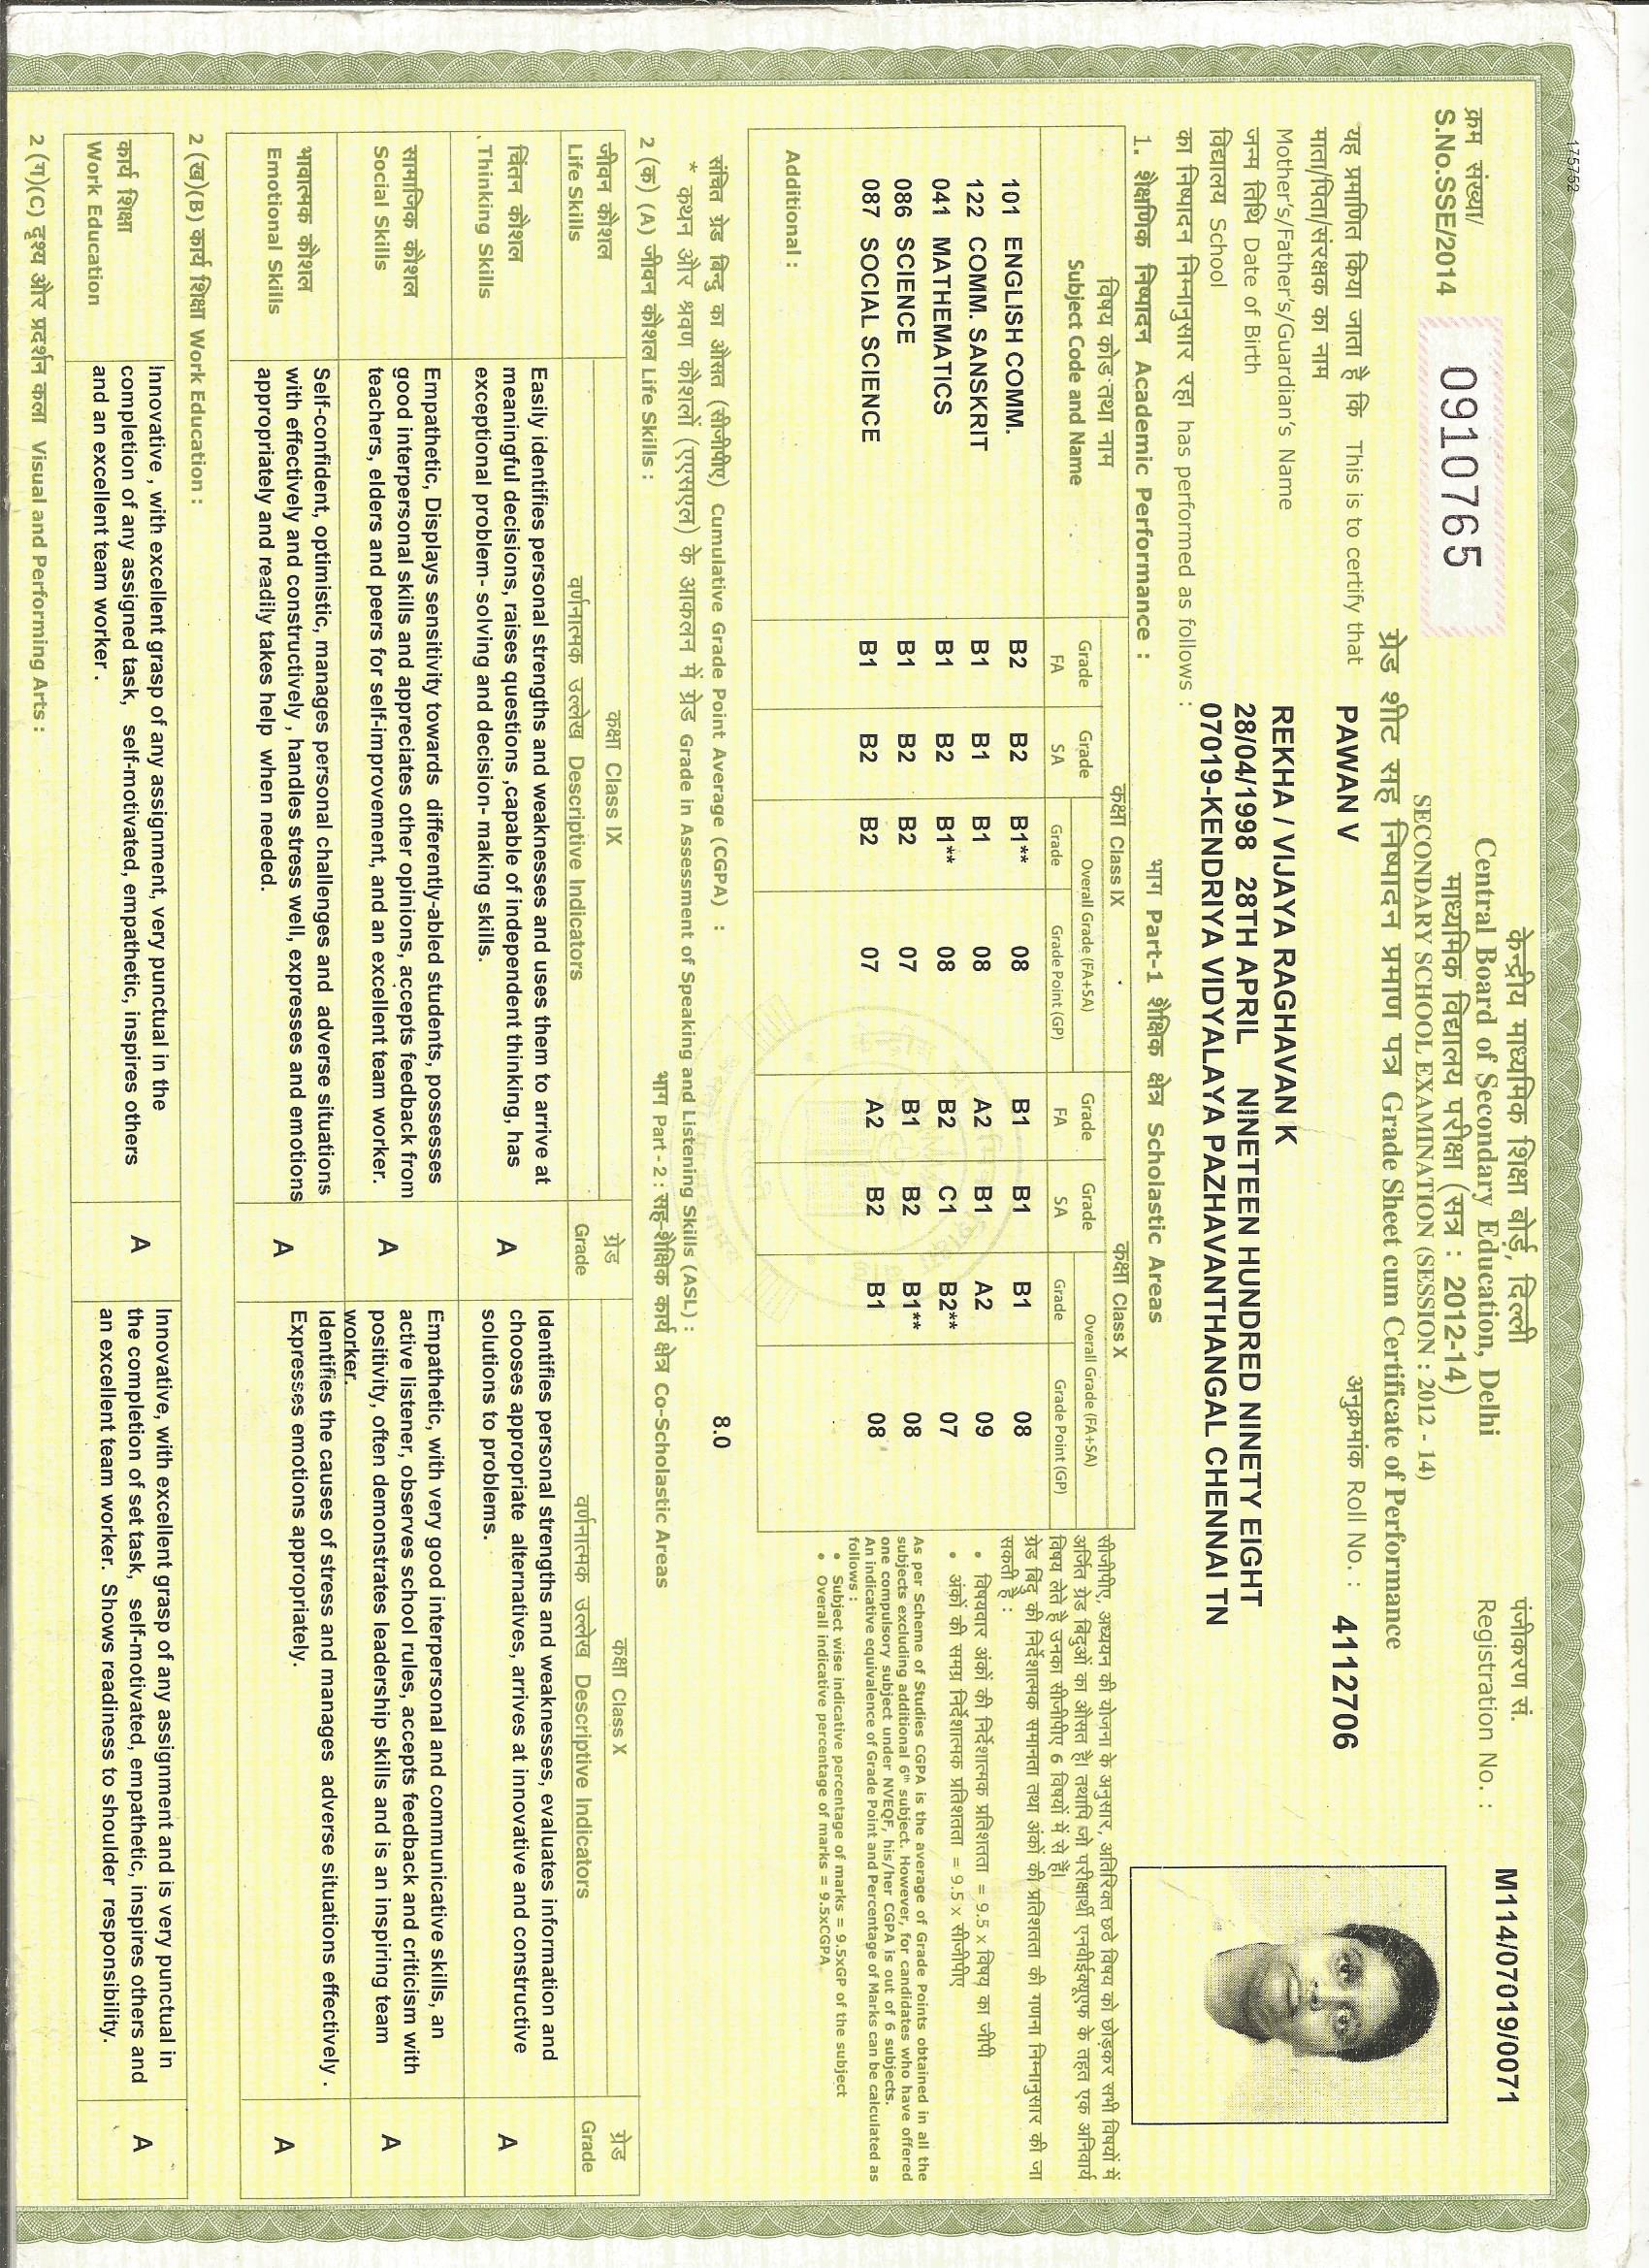 175752
क्रम संख्या/
S.No.SSE/2014 0910765
केन्द्रीय माध्यमिक शिक्षा बोर्ड, दिल्ली
Central Board of Secondary Education, Delhi
माध्यमिक विद्यालय परीक्षा (सत्र : 2012-14)
SECONDARY SCHOOL EXAMINATION (SESSION : 2012 - 14)
ग्रेड शीट सह निष्पादन प्रमाण पत्र Grade Sheet cum Certificate of Performance
पंजीकरण सं.
Registration No. : M114/07019/0071
यह प्रमाणित किया जाता है कि This is to certify that PAWAN V
अनुक्रमांक Roll No. : 4112706
माता/पिता/संरक्षक का नाम
Mother's/Father's/Guardian's Name REKHA / VIJAYA RAGHAVAN K
जन्म तिथि Date of Birth 28/04/1998 28TH APRIL NINETEEN HUNDRED NINETY EIGHT
विद्यालय School 07019-KENDRIYA VIDYALAYA PAZHAVANTHANGAL CHENNAI TN
का निष्पादन निम्नानुसार रहा has performed as follows :
भाग Part-1 शैक्षिक क्षेत्र Scholastic Areas
1. शैक्षणिक निष्पादन Academic Performance :
विषय कोड तथा नाम
Subject Code and Name
कक्षा Class IX
कक्षा Class X
Grade FA
Grade SA
Overall Grade (FA+SA)
Grade
Grade Point (GP)
Grade FA
Grade SA
Overall Grade (FA+SA)
Grade
Grade Point (GP)
101 ENGLISH COMM. B2 B2 B1** 08 B1 B1 B1 08
122 COMM. SANSKRIT B1 B1 B1 08 A2 B1 A2 09
041 MATHEMATICS B1 B2 B1** 08 B2 C1 B2** 07
086 SCIENCE B1 B2 B2 07 B1 B2 B1** 08
087 SOCIAL SCIENCE B1 B2 B2 07 A2 B2 B1 08
Additional :
सीजीपीए, अध्ययन की योजना के अनुसार, अतिरिक्त छठे विषय को छोड़कर सभी विषयों में
अर्जित ग्रेड बिंदुओं का औसत है। तथापि जो परीक्षार्थी एनवीईक्यूएफ के तहत एक अनिवार्य
विषय लेते है उनका सीजीपीए 6 विषयों में से हैं।
ग्रेड बिंदु की निर्देशात्मक समानता तथा अंकों की प्रतिशतता की गणना निम्नानुसार की जा
सकती है :
• विषयवार अंकों की निर्देशात्मक प्रतिशतता = 9.5 x विषय का जीपी
• अंकों की समग्र निर्देशात्मक प्रतिशतता = 9.5 x सीजीपीए
As per Scheme of Studies CGPA is the average of Grade Points obtained in all the
subjects excluding additional 6th subject. However, for candidates who have offered
one compulsory subject under NVEQF, his/her CGPA is out of 6 subjects.
An indicative equivalence of Grade Point and Percentage of Marks can be calculated as
follows :
• Subject wise indicative percentage of marks = 9.5xGP of the subject
• Overall indicative percentage of marks = 9.5xCGPA
संचित ग्रेड बिन्दु का औसत (सीजीपीए) Cumulative Grade Point Average (CGPA) : 8.0
* कथन और श्रवण कौशलों (एएसएल) के आकलन में ग्रेड Grade in Assessment of Speaking and Listening Skills (ASL) :
भाग Part - 2 : सह-शैक्षिक कार्य क्षेत्र Co-Scholastic Areas
2 (क) (A) जीवन कौशल Life Skills :
जीवन कौशल
Life Skills
कक्षा Class IX
वर्णनात्मक उल्लेख Descriptive Indicators
ग्रेड
Grade
कक्षा Class X
वर्णनात्मक उल्लेख Descriptive Indicators
ग्रेड
Grade
चिंतन कौशल
Thinking Skills
Easily identifies personal strengths and weaknesses and uses them to arrive at
meaningful decisions, raises questions ,capable of independent thinking, has
exceptional problem- solving and decision- making skills.
A
Identifies personal strengths and weaknesses, evaluates information and
chooses appropriate alternatives, arrives at innovative and constructive
solutions to problems.
A
सामाजिक कौशल
Social Skills
Empathetic, Displays sensitivity towards differently-abled students, possesses
good interpersonal skills and appreciates other opinions, accepts feedback from
teachers, elders and peers for self-improvement, and an excellent team worker.
A
Empathetic, with very good interpersonal and communicative skills, an
active listener, observes school rules, accepts feedback and criticism with
positivity, often demonstrates leadership skills and is an inspiring team
worker.
A
भावात्मक कौशल
Emotional Skills
Self-confident, optimistic, manages personal challenges and adverse situations
with effectively and constructively , handles stress well, expresses and emotions
appropriately and readily takes help when needed.
A
Identifies the causes of stress and manages adverse situations effectively .
Expresses emotions appropriately.
A
2 (ख)(B) कार्य शिक्षा Work Education :
कार्य शिक्षा
Work Education
Innovative , with excellent grasp of any assignment, very punctual in the
completion of any assigned task, self-motivated, empathetic, inspires others
and an excellent team worker .
A
Innovative, with excellent grasp of any assignment and is very punctual in
the completion of set task, self-motivated, empathetic, inspires others and
an excellent team worker. Shows readiness to shoulder responsibility.
A
2 (ग)(C) दृश्य और प्रदर्शन कला Visual and Performing Arts :